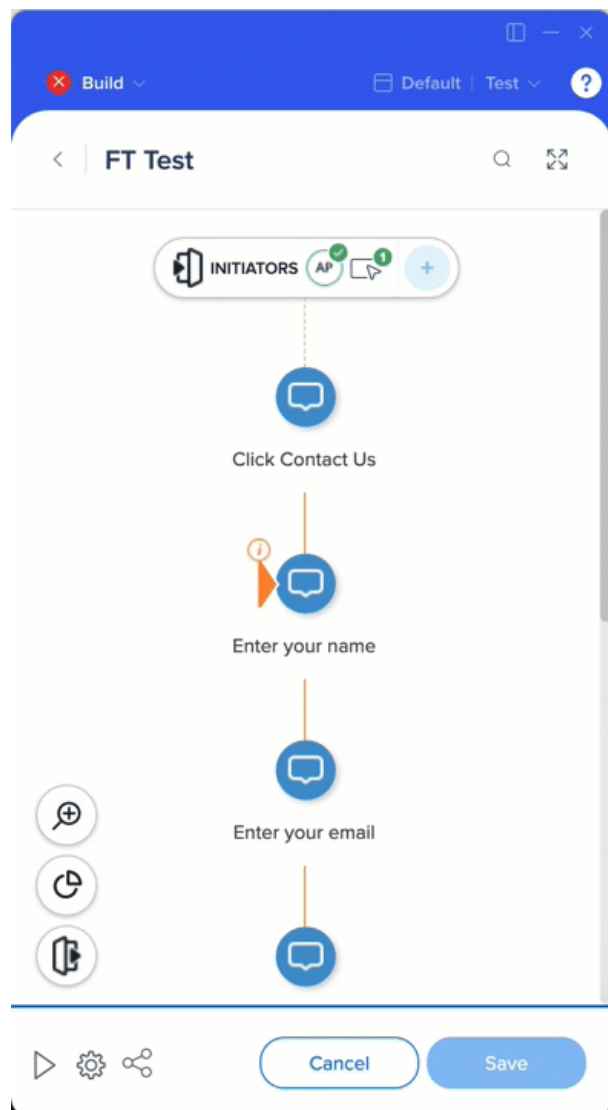 Build
Default | Test
?
FT Test
INITIATORS AP 1 +
Click Contact Us
i
Enter your name
Enter your email
Cancel
Save